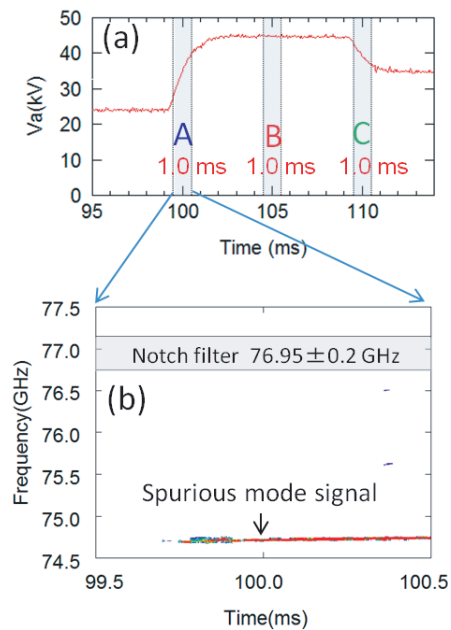 (a)
Va(kV)
50
40
30
20
10
0
A B C
1.0 ms 1.0 ms 1.0 ms
95 100 105 110
Time (ms)
Frequency(GHz)
77.5
77.0
76.5
76.0
75.5
75.0
74.5
Notch filter 76.95±0.2 GHz
(b)
Spurious mode signal
99.5 100.0 100.5
Time(ms)